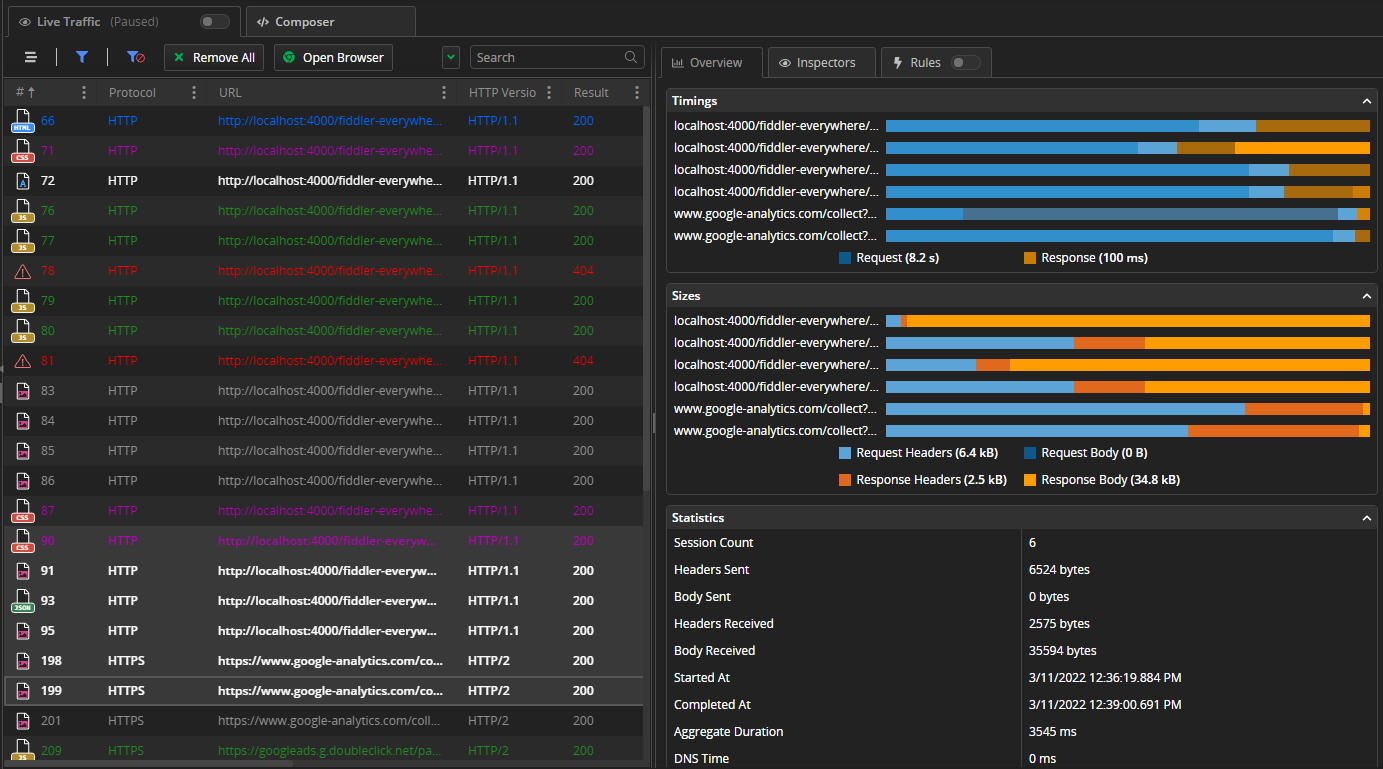 Live Traffic (Paused)
Composer
Remove All
Open Browser
Search
# ↑ Protocol URL HTTP Versio Result
HTML 66 HTTP http://localhost:4000/fiddler-everywhe... HTTP/1.1 200
CSS 71 HTTP http://localhost:4000/fiddler-everywhe... HTTP/1.1 200
A 72 HTTP http://localhost:4000/fiddler-everywhe... HTTP/1.1 200
JS 76 HTTP http://localhost:4000/fiddler-everywhe... HTTP/1.1 200
JS 77 HTTP http://localhost:4000/fiddler-everywhe... HTTP/1.1 200
78 HTTP http://localhost:4000/fiddler-everywhe... HTTP/1.1 404
JS 79 HTTP http://localhost:4000/fiddler-everywhe... HTTP/1.1 200
JS 80 HTTP http://localhost:4000/fiddler-everywhe... HTTP/1.1 200
81 HTTP http://localhost:4000/fiddler-everywhe... HTTP/1.1 404
83 HTTP http://localhost:4000/fiddler-everywhe... HTTP/1.1 200
84 HTTP http://localhost:4000/fiddler-everywhe... HTTP/1.1 200
85 HTTP http://localhost:4000/fiddler-everywhe... HTTP/1.1 200
86 HTTP http://localhost:4000/fiddler-everywhe... HTTP/1.1 200
CSS 87 HTTP http://localhost:4000/fiddler-everywhe... HTTP/1.1 200
CSS 90 HTTP http://localhost:4000/fiddler-everyw... HTTP/1.1 200
91 HTTP http://localhost:4000/fiddler-everyw... HTTP/1.1 200
JSON 93 HTTP http://localhost:4000/fiddler-everyw... HTTP/1.1 200
95 HTTP http://localhost:4000/fiddler-everyw... HTTP/1.1 200
198 HTTPS https://www.google-analytics.com/co... HTTP/2 200
199 HTTPS https://www.google-analytics.com/co... HTTP/2 200
201 HTTPS https://www.google-analytics.com/coll... HTTP/2 200
JS 209 HTTPS https://googleads.g.doubleclick.net/pa... HTTP/2 200
Overview
Inspectors
Rules
Timings
localhost:4000/fiddler-everywhere/...
localhost:4000/fiddler-everywhere/...
localhost:4000/fiddler-everywhere/...
localhost:4000/fiddler-everywhere/...
www.google-analytics.com/collect?...
www.google-analytics.com/collect?...
Request (8.2 s) Response (100 ms)
Sizes
localhost:4000/fiddler-everywhere/...
localhost:4000/fiddler-everywhere/...
localhost:4000/fiddler-everywhere/...
localhost:4000/fiddler-everywhere/...
www.google-analytics.com/collect?...
www.google-analytics.com/collect?...
Request Headers (6.4 kB) Request Body (0 B)
Response Headers (2.5 kB) Response Body (34.8 kB)
Statistics
Session Count 6
Headers Sent 6524 bytes
Body Sent 0 bytes
Headers Received 2575 bytes
Body Received 35594 bytes
Started At 3/11/2022 12:36:19.884 PM
Completed At 3/11/2022 12:39:00.691 PM
Aggregate Duration 3545 ms
DNS Time 0 ms